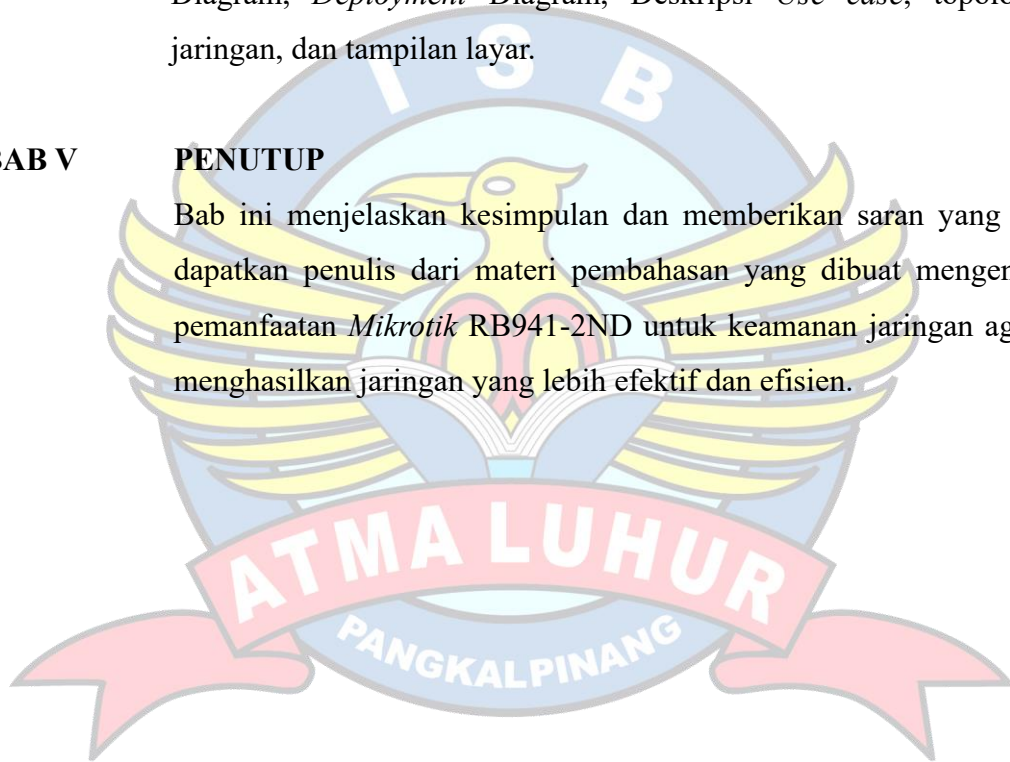 Diagram, Deployment Diagram, Deskripsi Use case, topolo
jaringan, dan tampilan layar.
BAB V PENUTUP
Bab ini menjelaskan kesimpulan dan memberikan saran yang
dapatkan penulis dari materi pembahasan yang dibuat mengen
pemanfaatan Mikrotik RB941-2ND untuk keamanan jaringan ag
menghasilkan jaringan yang lebih efektif dan efisien.
I S B
ATMA LUHUR
PANGKALPINANG